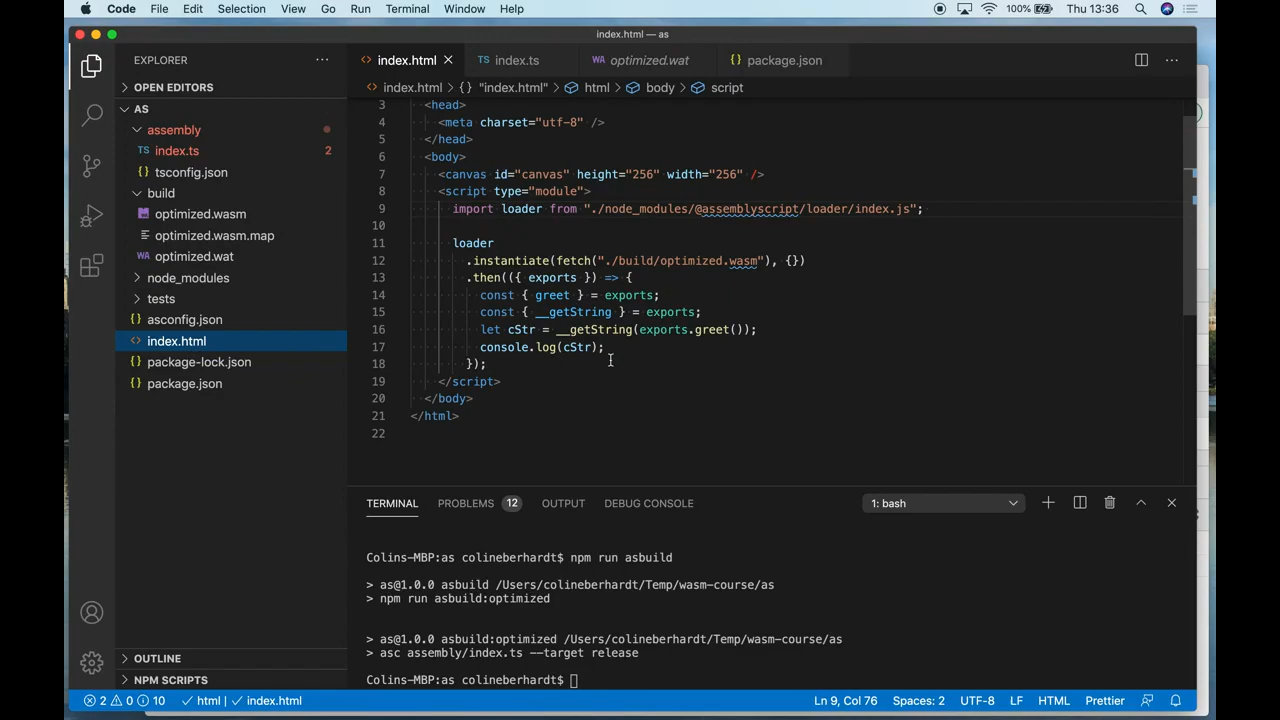 Code File Edit Selection View Go Run Terminal Window Help 100% Thu 13:36
index.html — as
EXPLORER
OPEN EDITORS
AS
assembly
TS index.ts 2
tsconfig.json
build
optimized.wasm
optimized.wasm.map
WA optimized.wat
node_modules
tests
asconfig.json
index.html
package-lock.json
package.json
OUTLINE
NPM SCRIPTS
index.html TS index.ts WA optimized.wat package.json
index.html > "index.html" > html > body > script
3 <head>
4 <meta charset="utf-8" />
5 </head>
6 <body>
7 <canvas id="canvas" height="256" width="256" />
8 <script type="module">
9 import loader from "./node_modules/@assemblyscript/loader/index.js";
10
11 loader
12 .instantiate(fetch("./build/optimized.wasm"), {})
13 .then(({ exports }) => {
14 const { greet } = exports;
15 const { __getString } = exports;
16 let cStr = __getString(exports.greet());
17 console.log(cStr);
18 });
19 </script>
20 </body>
21 </html>
22
TERMINAL PROBLEMS 12 OUTPUT DEBUG CONSOLE 1: bash
Colins-MBP:as colineberhardt$ npm run asbuild
> as@1.0.0 asbuild /Users/colineberhardt/Temp/wasm-course/as
> npm run asbuild:optimized
> as@1.0.0 asbuild:optimized /Users/colineberhardt/Temp/wasm-course/as
> asc assembly/index.ts --target release
Colins-MBP:as colineberhardt$
2 0 10 html | index.html Ln 9, Col 76 Spaces: 2 UTF-8 LF HTML Prettier